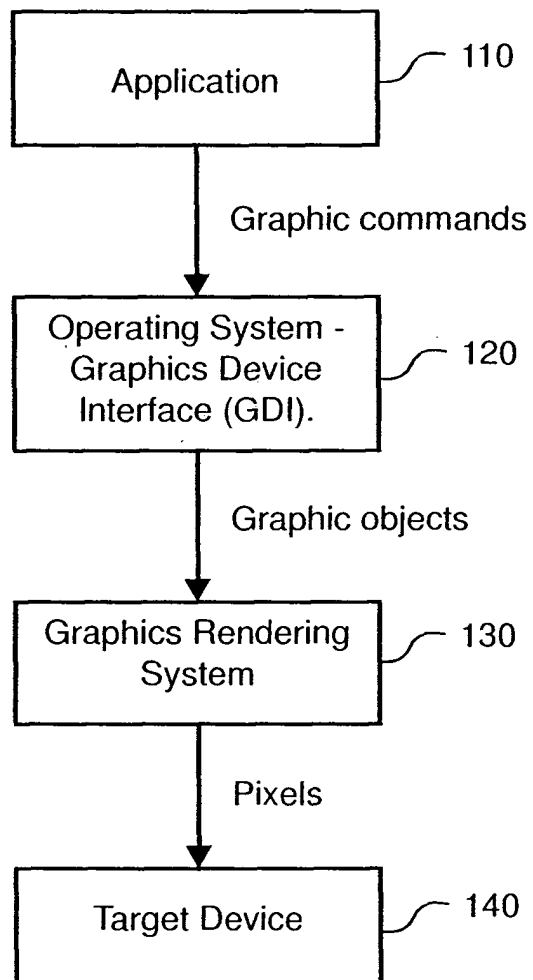 Application
110
Graphic commands
Operating System -
Graphics Device
Interface (GDI).
120
Graphic objects
Graphics Rendering
System
130
Pixels
Target Device
140